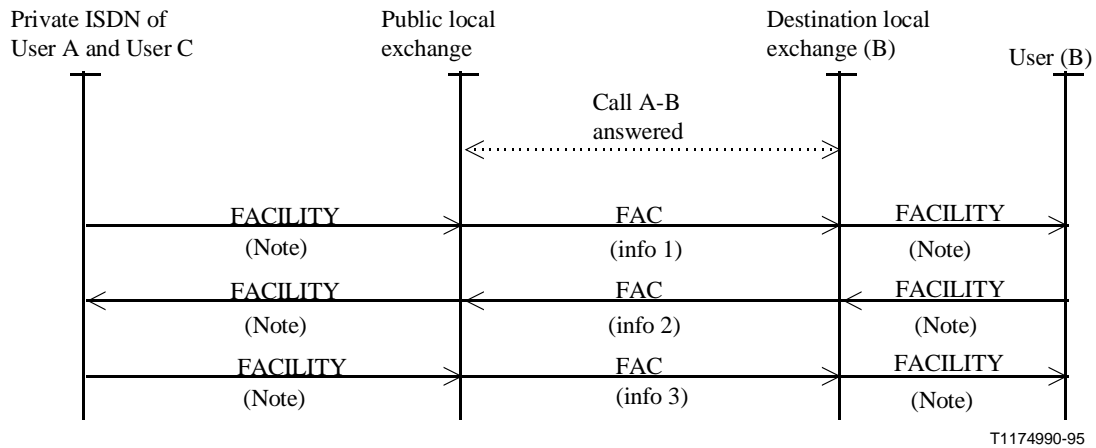 Private ISDN of
User A and User C
Public local
exchange
Destination local
exchange (B)
User (B)
Call A-B
answered
FACILITY
(Note)
FAC
(info 1)
FACILITY
(Note)
FACILITY
(Note)
FAC
(info 2)
FACILITY
(Note)
FACILITY
(Note)
FAC
(info 3)
FACILITY
(Note)
T1174990-95